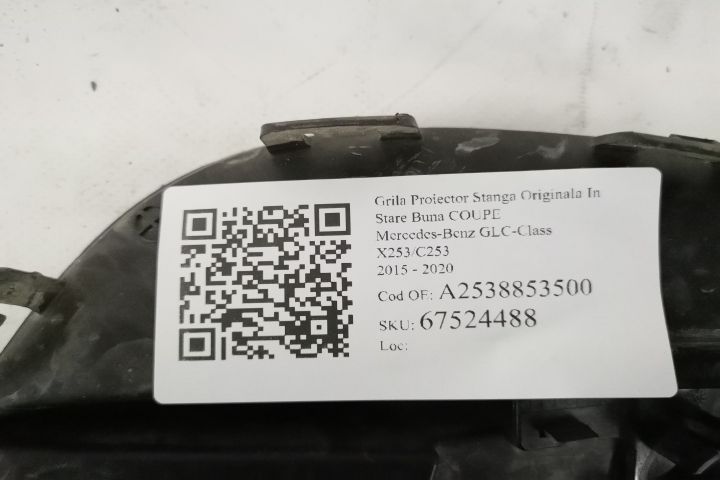 Grila Proiector Stanga Originala In
Stare Buna COUPE
Mercedes-Benz GLC-Class
X253/C253
2015 - 2020
Cod OE: A2538853500
SKU: 67524488
Loc: